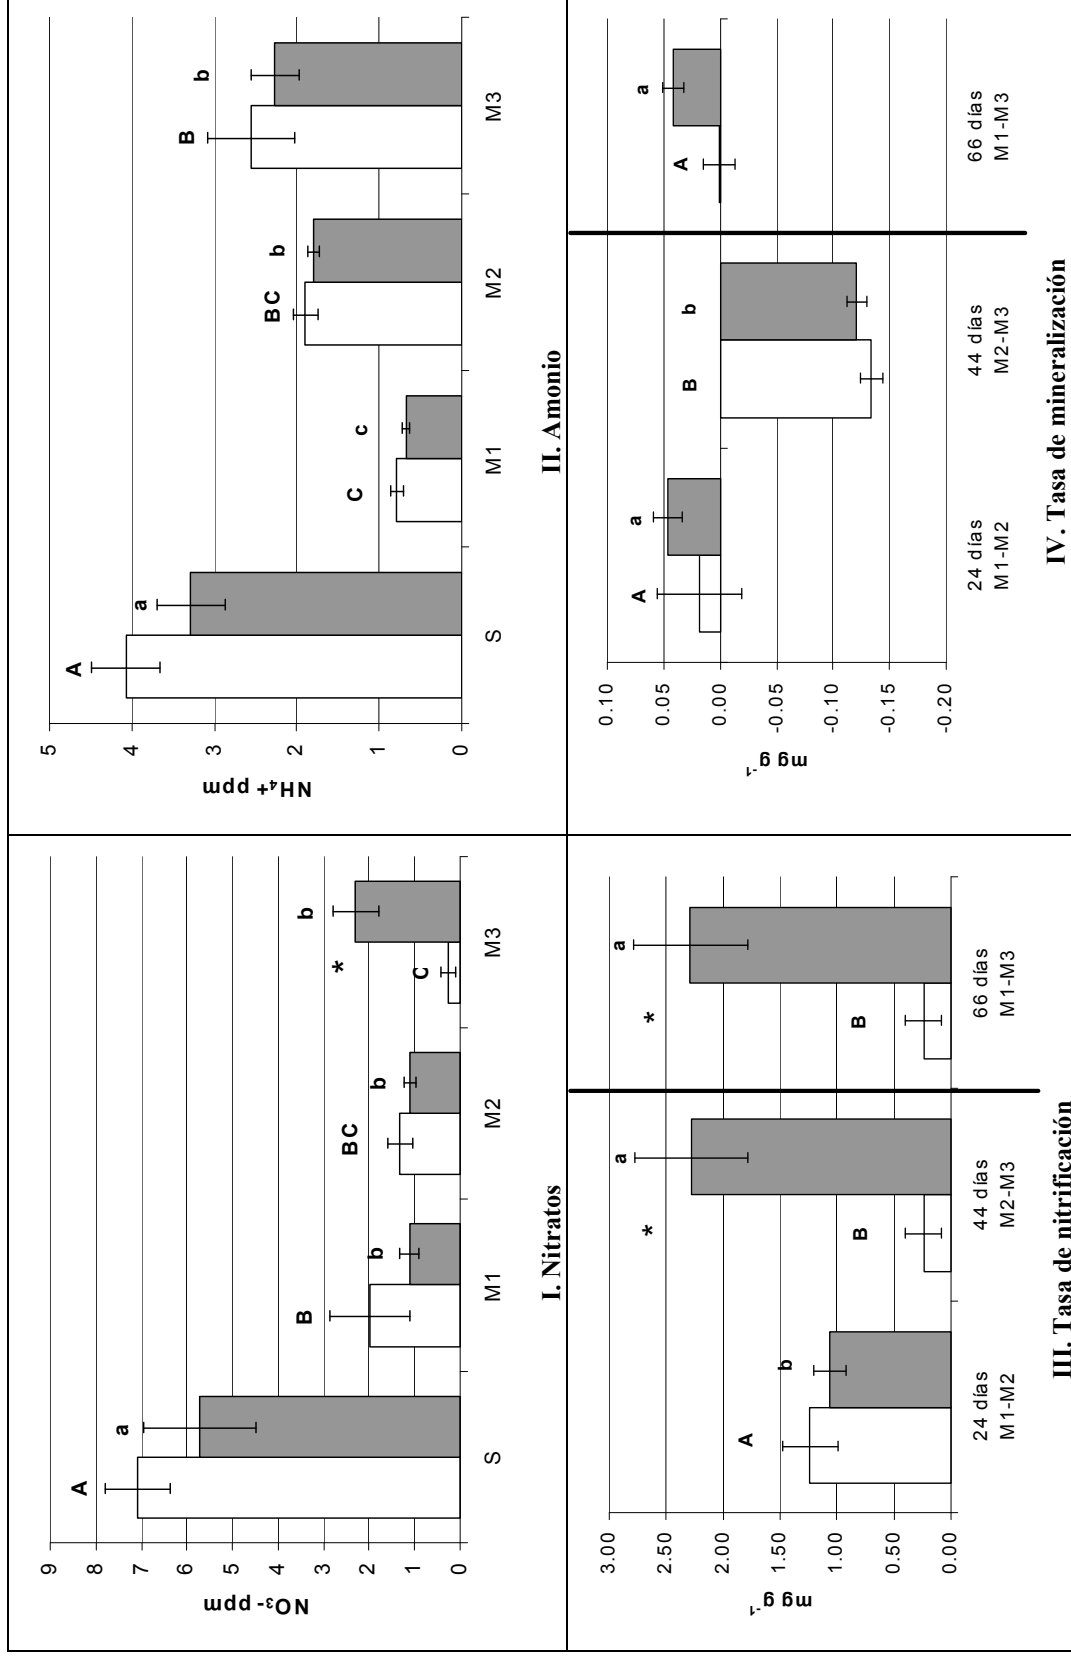 9
8
7
6
5
4
3
2
1
0
NO₃- ppm
A
a
B
b
BC
b
*
C
b
S
M1
M2
M3
I. Nitratos
5
4
3
2
1
0
NH₄+ ppm
A
a
C
c
BC
b
B
b
S
M1
M2
M3
II. Amonio
3.00
2.50
2.00
1.50
1.00
0.50
0.00
mg g⁻¹
A
b
*
B
a
*
B
a
24 días
M1-M2
44 días
M2-M3
66 días
M1-M3
III. Tasa de nitrificación
0.10
0.05
0.00
-0.05
-0.10
-0.15
-0.20
mg g⁻¹
A
a
B
b
A
a
24 días
M1-M2
44 días
M2-M3
66 días
M1-M3
IV. Tasa de mineralización